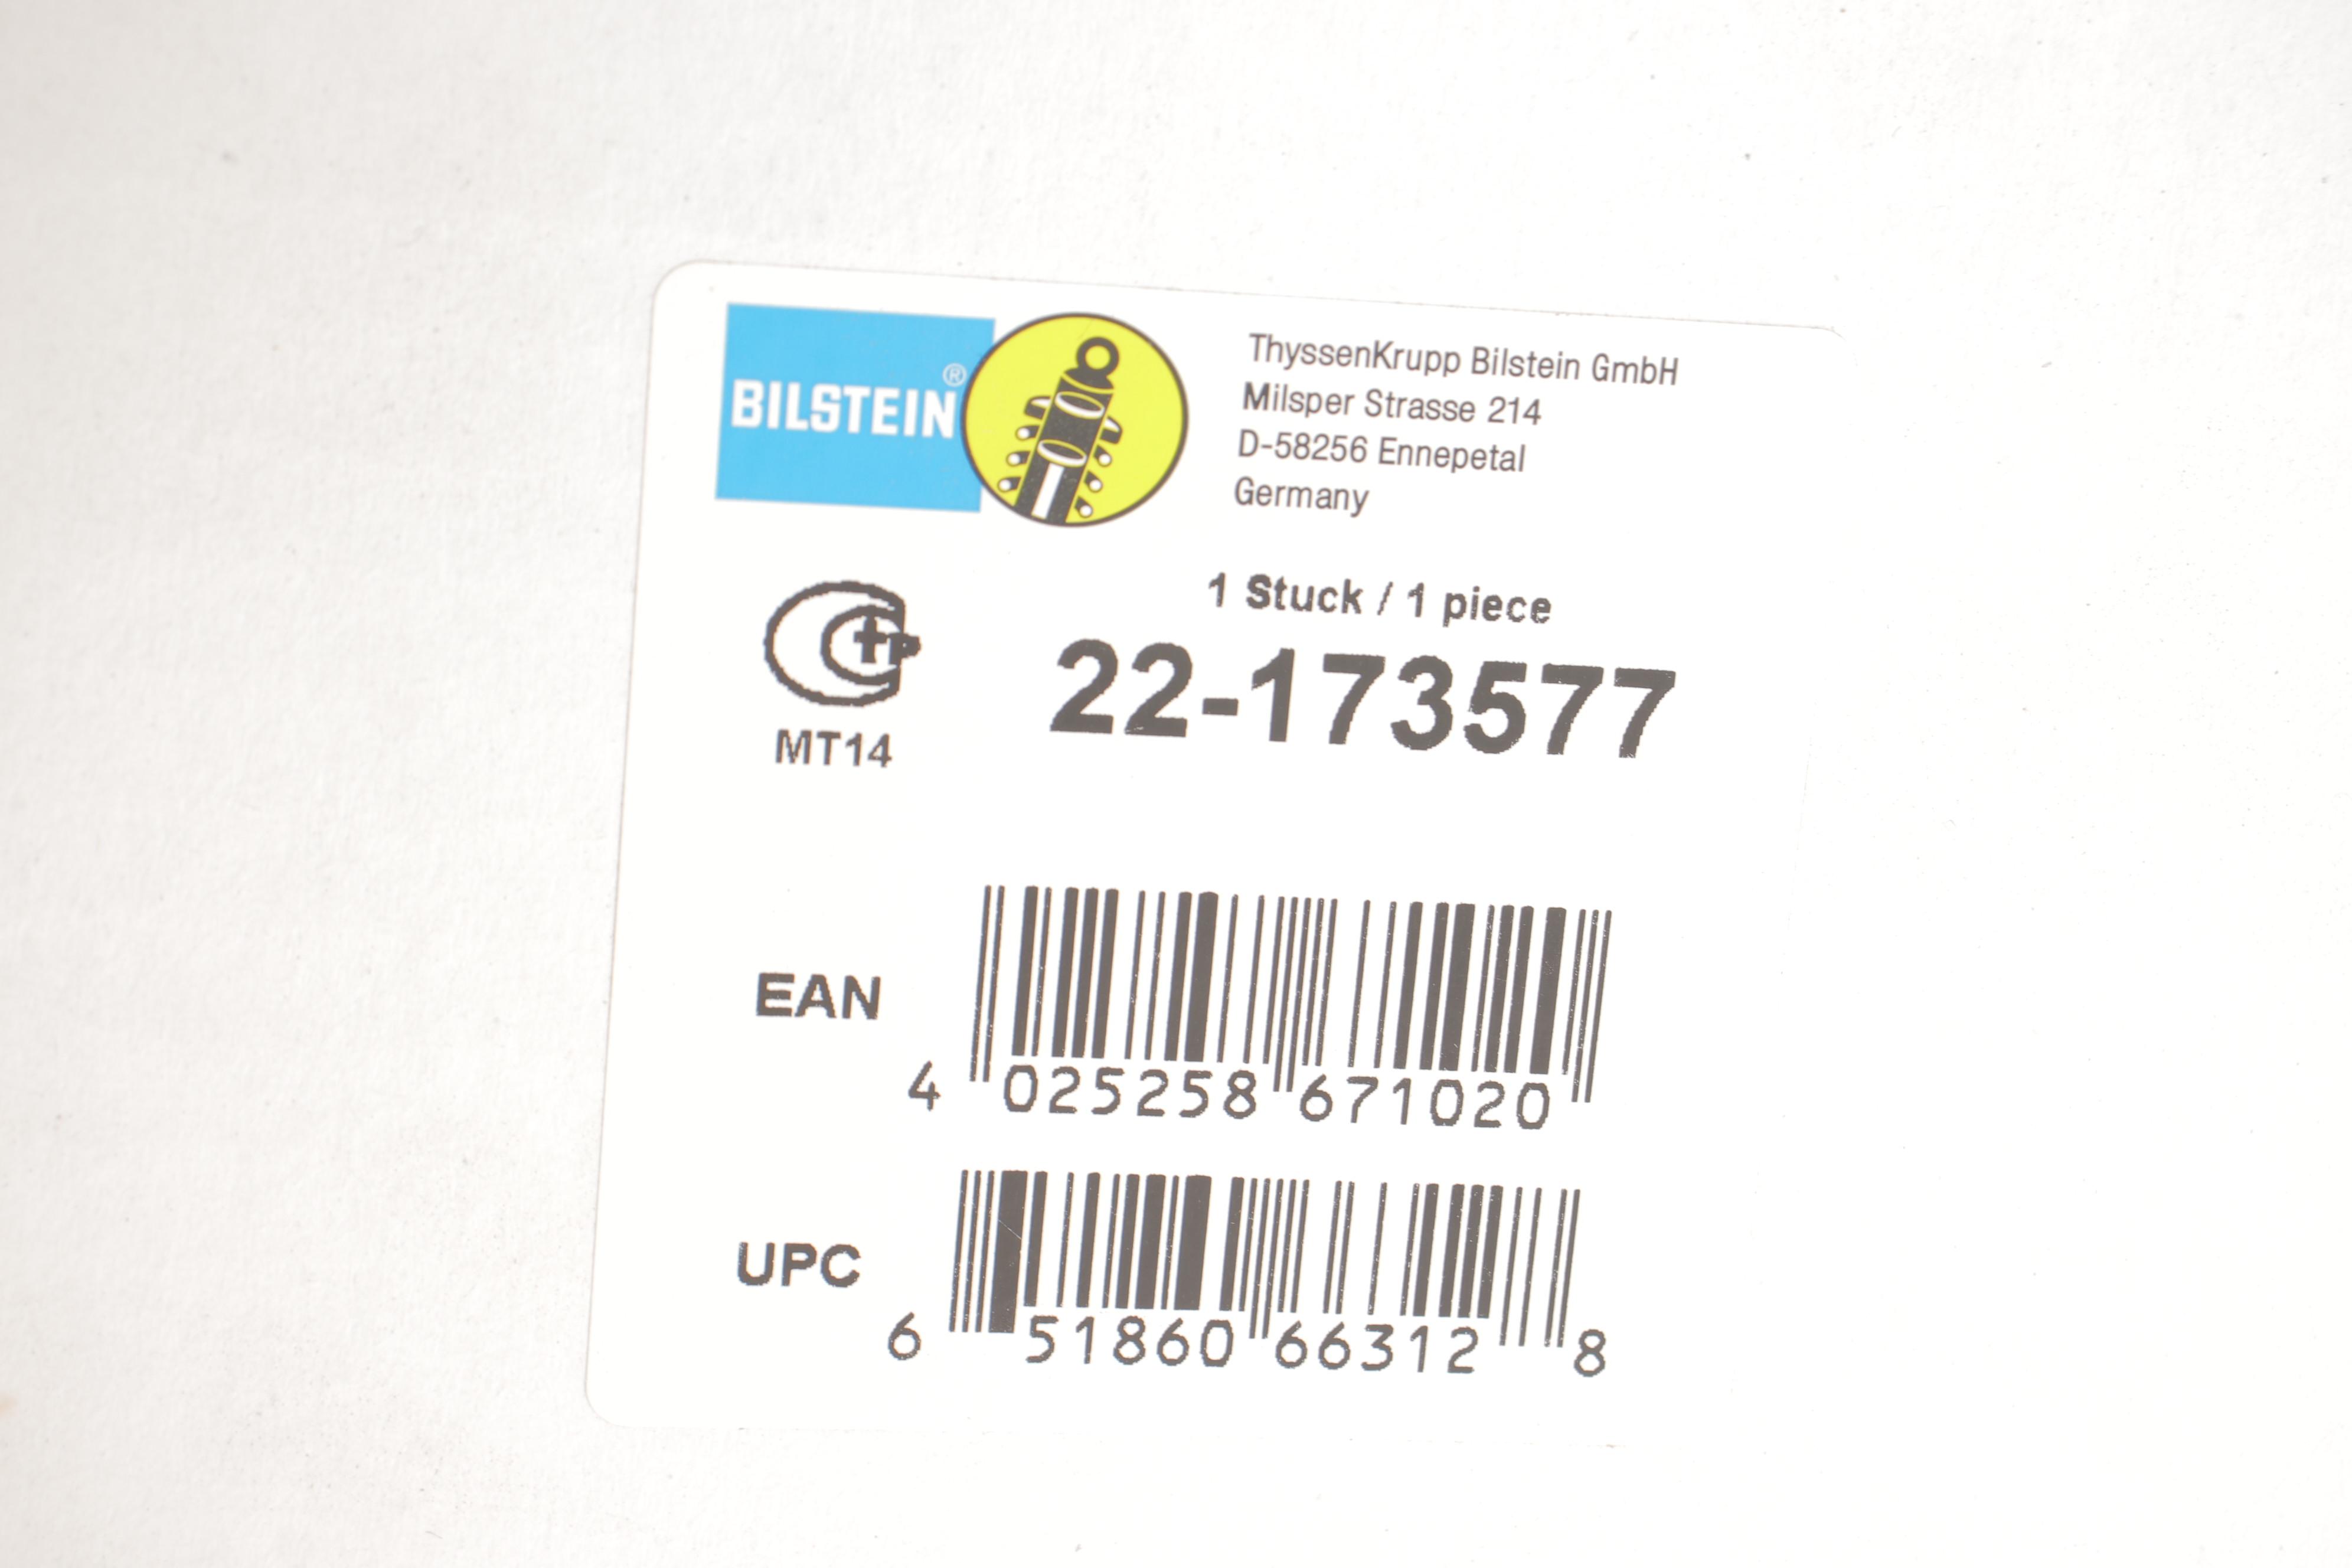 BILSTEIN®
ThyssenKrupp Bilstein GmbH
Milsper Strasse 214
D-58256 Ennepetal
Germany
1 Stuck / 1 piece
22-173577
MT14
EAN
4 025258 671020
UPC
6 51860 66312 8